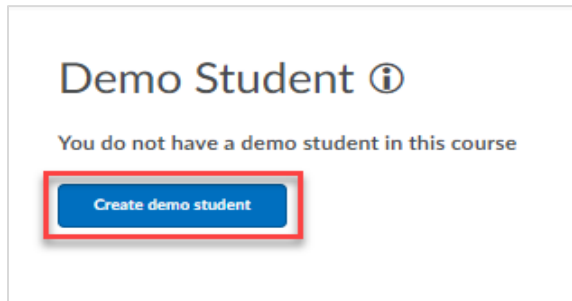 Demo Student ⓘ
You do not have a demo student in this course
Create demo student